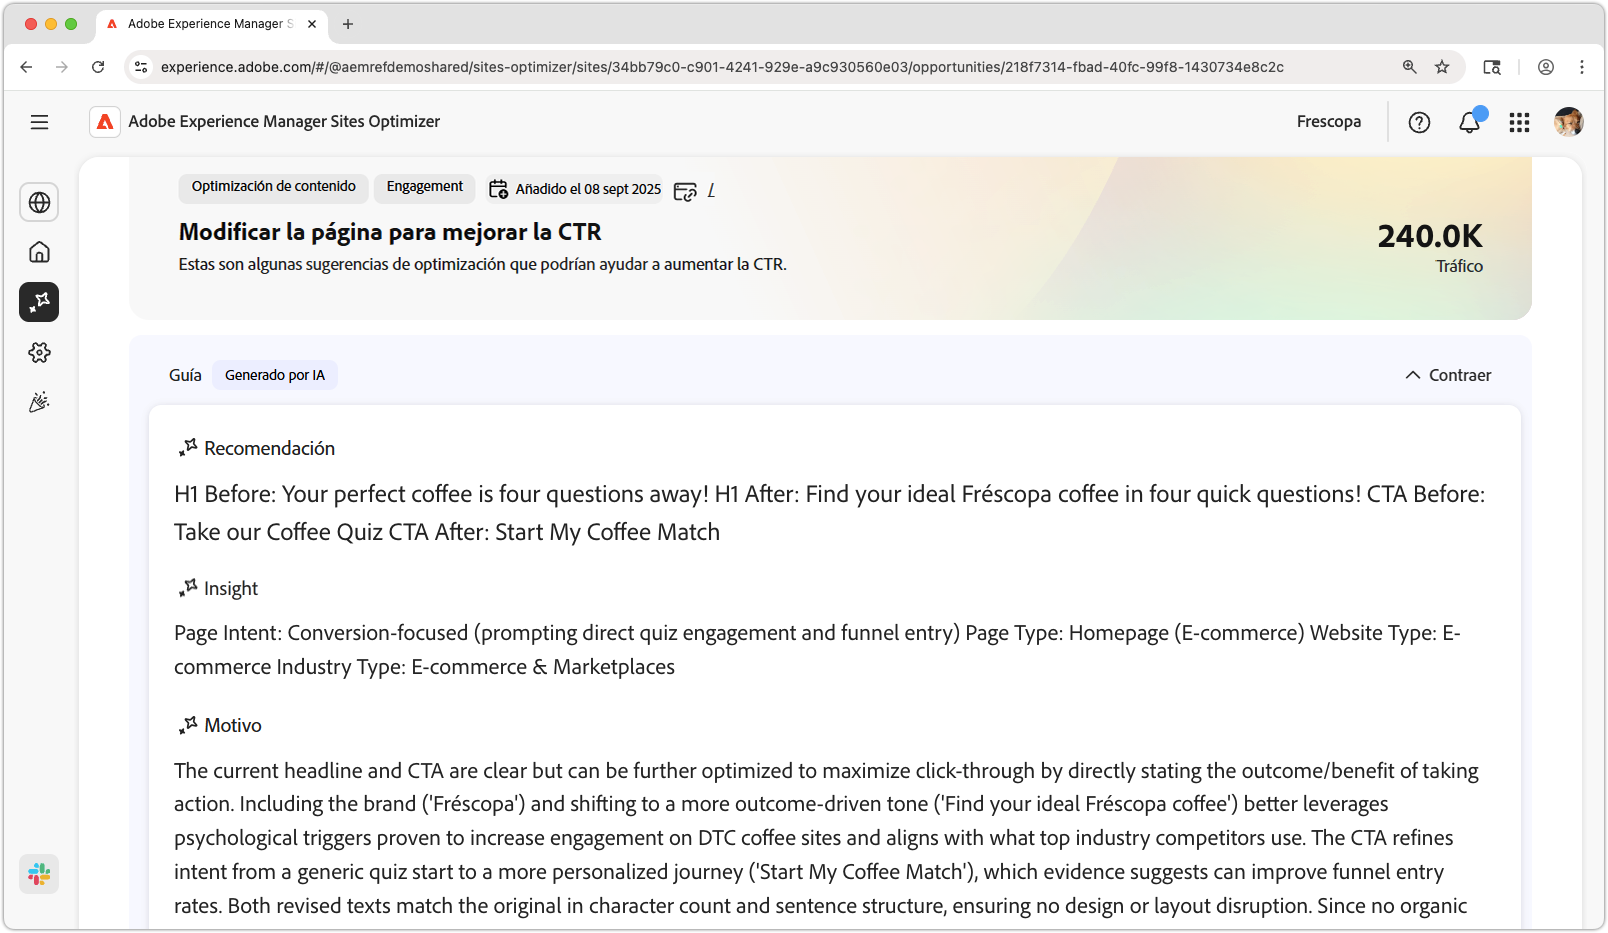 Adobe Experience Manager S
experience.adobe.com/#/@aemrefdemoshared/sites-optimizer/sites/34bb79c0-c901-4241-929e-a9c930560e03/opportunities/218f7314-fbad-40fc-99f8-1430734e8c2c
Adobe Experience Manager Sites Optimizer
Frescopa
Optimización de contenido
Engagement
Añadido el 08 sept 2025
/
Modificar la página para mejorar la CTR
Estas son algunas sugerencias de optimización que podrían ayudar a aumentar la CTR.
240.0K
Tráfico
Guía
Generado por IA
Contraer
Recomendación
H1 Before: Your perfect coffee is four questions away! H1 After: Find your ideal Fréscopa coffee in four quick questions! CTA Before:
Take our Coffee Quiz CTA After: Start My Coffee Match
Insight
Page Intent: Conversion-focused (prompting direct quiz engagement and funnel entry) Page Type: Homepage (E-commerce) Website Type: E-
commerce Industry Type: E-commerce & Marketplaces
Motivo
The current headline and CTA are clear but can be further optimized to maximize click-through by directly stating the outcome/benefit of taking
action. Including the brand ('Fréscopa') and shifting to a more outcome-driven tone ('Find your ideal Fréscopa coffee') better leverages
psychological triggers proven to increase engagement on DTC coffee sites and aligns with what top industry competitors use. The CTA refines
intent from a generic quiz start to a more personalized journey ('Start My Coffee Match'), which evidence suggests can improve funnel entry
rates. Both revised texts match the original in character count and sentence structure, ensuring no design or layout disruption. Since no organic